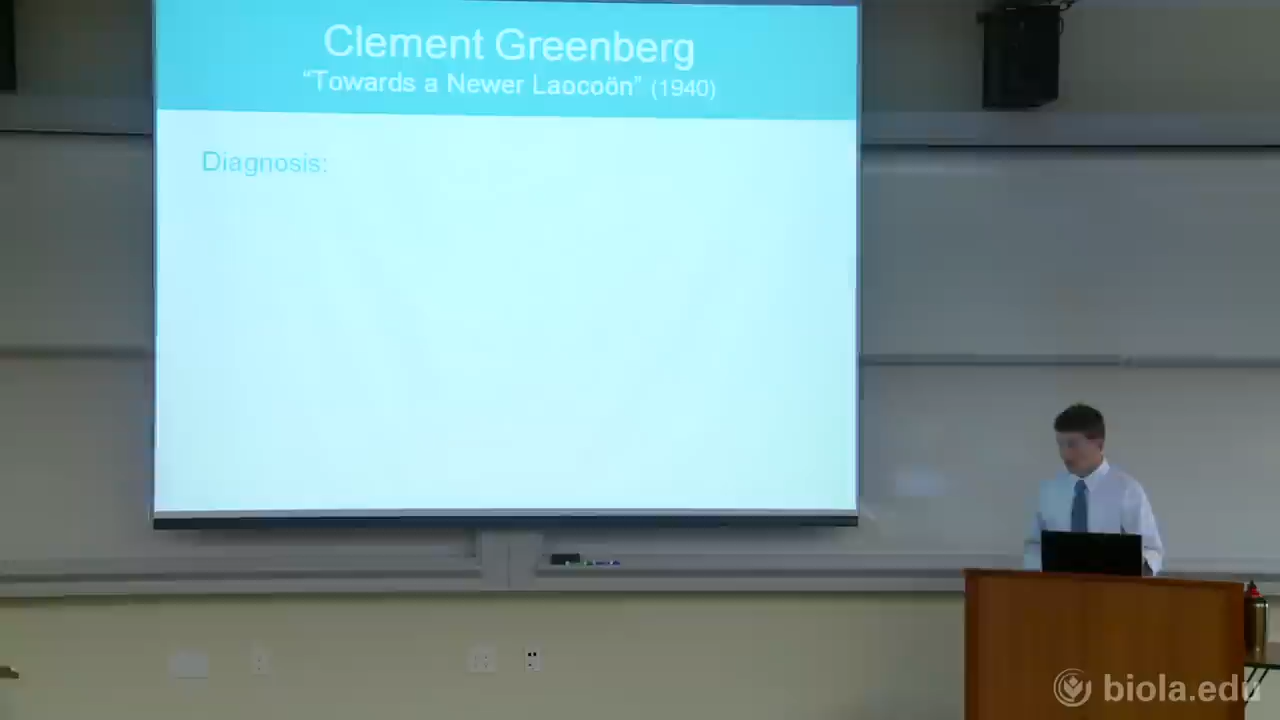 Clement Greenberg
“Towards a Newer Laocoön” (1940)
Diagnosis:
biola.edu